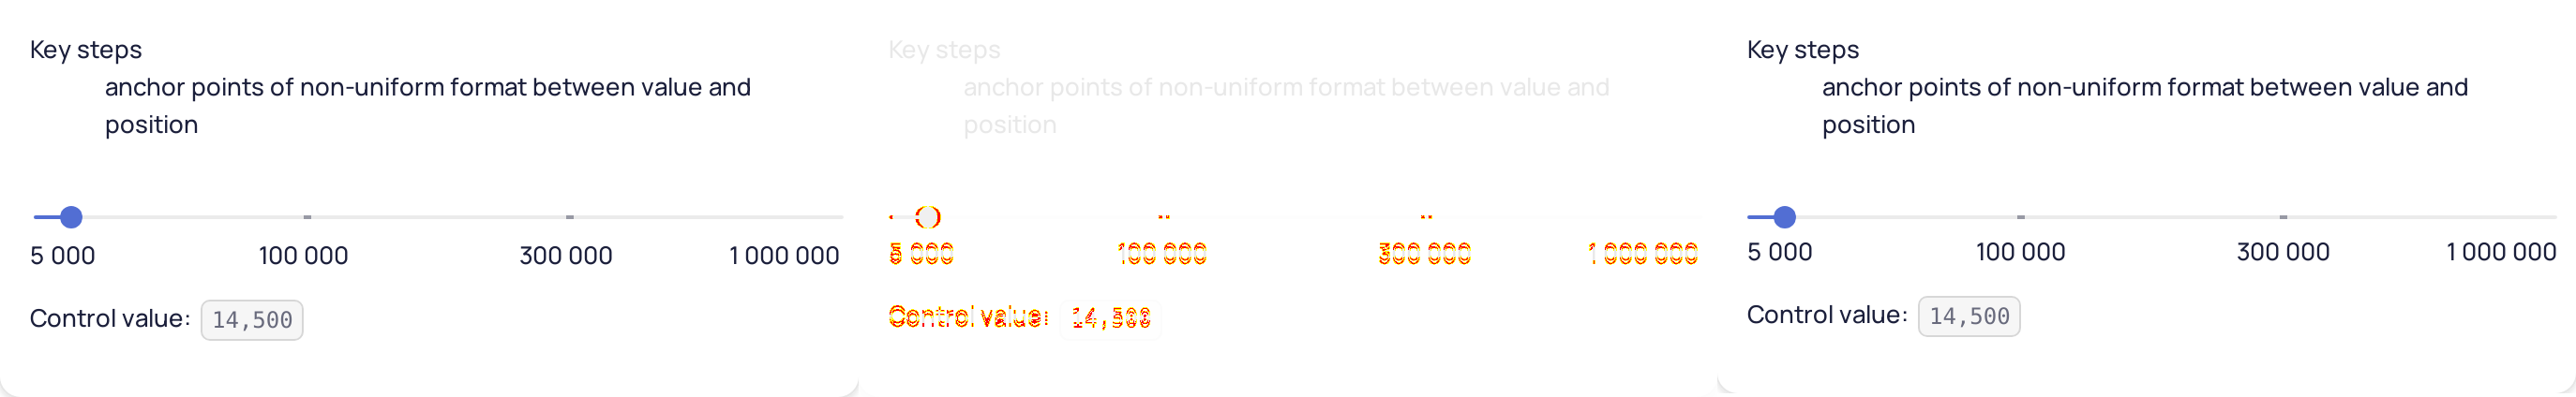 Key steps
anchor points of non-uniform format between value and
position
5 000 100 000 300 000 1 000 000
Control value: 14,500
Key steps
anchor points of non-uniform format between value and
position
5 000 100 000 300 000 1 000 000
Control value: 14,500
Key steps
anchor points of non-uniform format between value and
position
5 000 100 000 300 000 1 000 000
Control value: 14,500